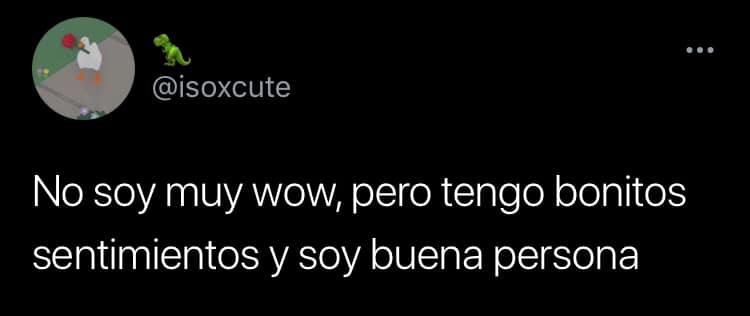 🦖
@isoxcute
No soy muy wow, pero tengo bonitos
sentimientos y soy buena persona